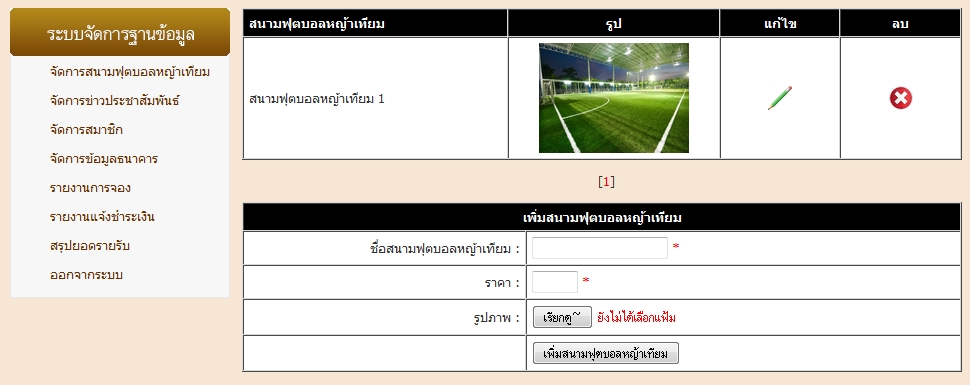 ระบบจัดการฐานข้อมูล
จัดการสนามฟุตบอลหญ้าเทียม
จัดการข่าวประชาสัมพันธ์
จัดการสมาชิก
จัดการข้อมูลธนาคาร
รายงานการจอง
รายงานแจ้งชำระเงิน
สรุปยอดรายรับ
ออกจากระบบ
สนามฟุตบอลหญ้าเทียม รูป แก้ไข ลบ
สนามฟุตบอลหญ้าเทียม 1
[1]
เพิ่มสนามฟุตบอลหญ้าเทียม
ชื่อสนามฟุตบอลหญ้าเทียม : *
ราคา : *
รูปภาพ : เรียกดู~ ยังไม่ได้เลือกแฟ้ม
เพิ่มสนามฟุตบอลหญ้าเทียม